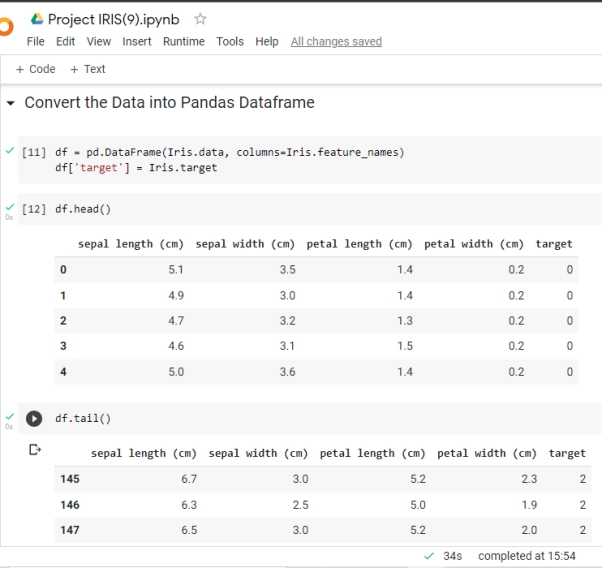 Project IRIS(9).ipynb
File Edit View Insert Runtime Tools Help All changes saved
+ Code + Text
Convert the Data into Pandas Dataframe
[11] df = pd.DataFrame(Iris.data, columns=Iris.feature_names)
df['target'] = Iris.target
0s [12] df.head()
sepal length (cm) sepal width (cm) petal length (cm) petal width (cm) target
0 5.1 3.5 1.4 0.2 0
1 4.9 3.0 1.4 0.2 0
2 4.7 3.2 1.3 0.2 0
3 4.6 3.1 1.5 0.2 0
4 5.0 3.6 1.4 0.2 0
0s df.tail()
sepal length (cm) sepal width (cm) petal length (cm) petal width (cm) target
145 6.7 3.0 5.2 2.3 2
146 6.3 2.5 5.0 1.9 2
147 6.5 3.0 5.2 2.0 2
34s completed at 15:54